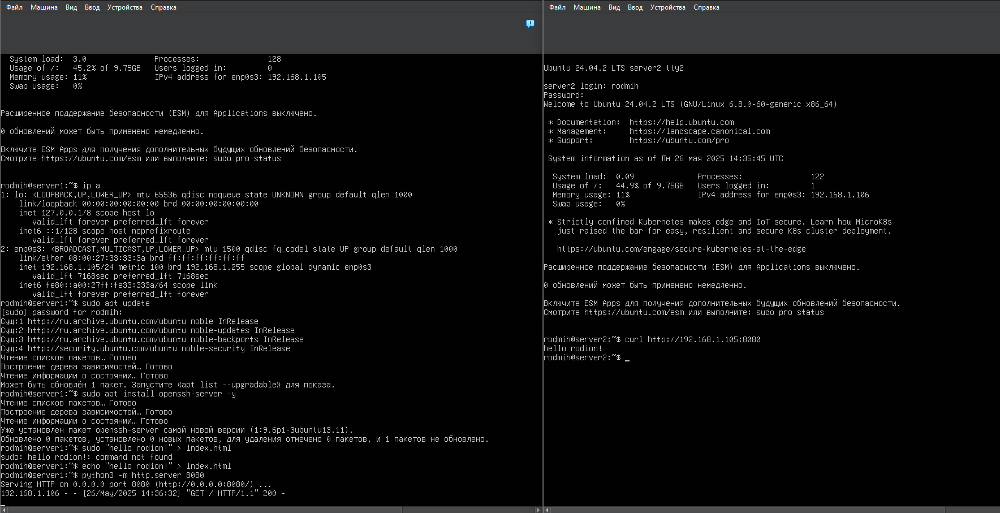 Файл Машина Вид Ввод Устройства Справка
System load: 3.0 Processes: 128
Usage of /: 45.2% of 9.75GB Users logged in: 0
Memory usage: 11% IPv4 address for enp0s3: 192.168.1.105
Swap usage: 0%
Расширенное поддержание безопасности (ESM) для Applications выключено.
0 обновлений может быть применено немедленно.
Включите ESM Apps для получения дополнительных будущих обновлений безопасности.
Смотрите https://ubuntu.com/esm или выполните: sudo pro status
rodmih@server1:~$ ip a
1: lo: <LOOPBACK,UP,LOWER_UP> mtu 65536 qdisc noqueue state UNKNOWN group default qlen 1000
link/loopback 00:00:00:00:00:00 brd 00:00:00:00:00:00
inet 127.0.0.1/8 scope host lo
valid_lft forever preferred_lft forever
inet6 ::1/128 scope host noprefixroute
valid_lft forever preferred_lft forever
2: enp0s3: <BROADCAST,MULTICAST,UP,LOWER_UP> mtu 1500 qdisc fq_codel state UP group default qlen 1000
link/ether 08:00:27:33:33:3a brd ff:ff:ff:ff:ff:ff
inet 192.168.1.105/24 metric 100 brd 192.168.1.255 scope global dynamic enp0s3
valid_lft 7168sec preferred_lft 7168sec
inet6 fe80::a00:27ff:fe33:333a/64 scope link
valid_lft forever preferred_lft forever
rodmih@server1:~$ sudo apt update
[sudo] password for rodmih:
Сущ:1 http://ru.archive.ubuntu.com/ubuntu noble InRelease
Сущ:2 http://ru.archive.ubuntu.com/ubuntu noble-updates InRelease
Сущ:3 http://ru.archive.ubuntu.com/ubuntu noble-backports InRelease
Сущ:4 http://security.ubuntu.com/ubuntu noble-security InRelease
Чтение списков пакетов… Готово
Построение дерева зависимостей… Готово
Чтение информации о состоянии… Готово
Может быть обновлён 1 пакет. Запустите «apt list --upgradable» для показа.
rodmih@server1:~$ sudo apt install openssh-server -y
Чтение списков пакетов… Готово
Построение дерева зависимостей… Готово
Чтение информации о состоянии… Готово
Уже установлен пакет openssh-server самой новой версии (1:9.6p1-3ubuntu13.11).
Обновлено 0 пакетов, установлено 0 новых пакетов, для удаления отмечено 0 пакетов, и 1 пакетов не обновлено.
rodmih@server1:~$ sudo "hello rodion!" > index.html
sudo: hello rodion!: command not found
rodmih@server1:~$ echo "hello rodion!" > index.html
rodmih@server1:~$ python3 -m http.server 8080
Serving HTTP on 0.0.0.0 port 8080 (http://0.0.0.0:8080/) ...
192.168.1.106 - - [26/May/2025 14:36:32] "GET / HTTP/1.1" 200 -
Файл Машина Вид Ввод Устройства Справка
Ubuntu 24.04.2 LTS server2 tty2
server2 login: rodmih
Password:
Welcome to Ubuntu 24.04.2 LTS (GNU/Linux 6.8.0-60-generic x86_64)
* Documentation: https://help.ubuntu.com
* Management: https://landscape.canonical.com
* Support: https://ubuntu.com/pro
System information as of Пн 26 мая 2025 14:35:45 UTC
System load: 0.09 Processes: 122
Usage of /: 44.9% of 9.75GB Users logged in: 1
Memory usage: 11% IPv4 address for enp0s3: 192.168.1.106
Swap usage: 0%
* Strictly confined Kubernetes makes edge and IoT secure. Learn how MicroK8s
just raised the bar for easy, resilient and secure K8s cluster deployment.
https://ubuntu.com/engage/secure-kubernetes-at-the-edge
Расширенное поддержание безопасности (ESM) для Applications выключено.
0 обновлений может быть применено немедленно.
Включите ESM Apps для получения дополнительных будущих обновлений безопасности.
Смотрите https://ubuntu.com/esm или выполните: sudo pro status
rodmih@server2:~$ curl http://192.168.1.105:8080
hello rodion!
rodmih@server2:~$ _